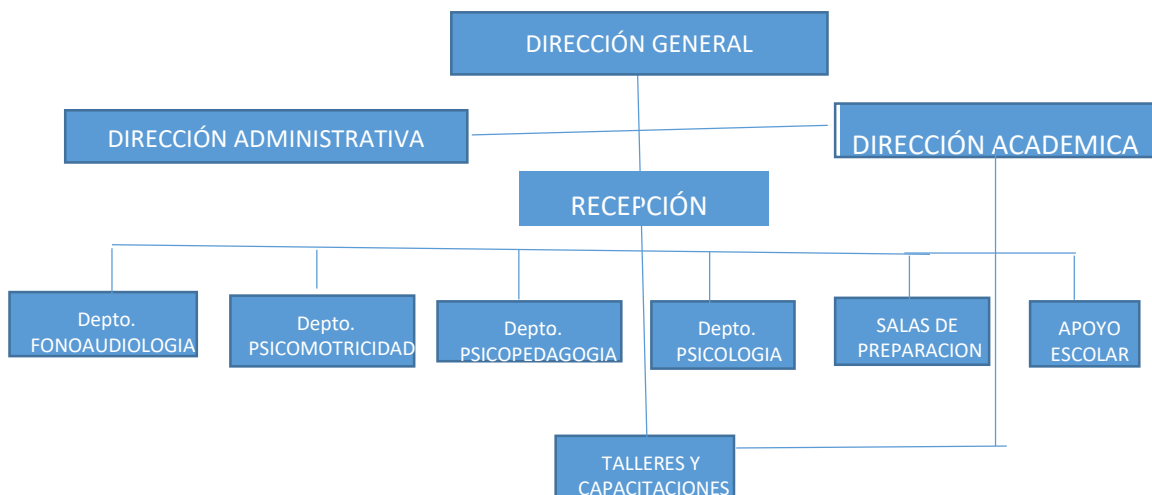 DIRECCIÓN GENERAL
DIRECCIÓN ADMINISTRATIVA
DIRECCIÓN ACADEMICA
RECEPCIÓN
Depto.
FONOAUDIOLOGIA
Depto.
PSICOMOTRICIDAD
Depto.
PSICOPEDAGOGIA
Depto.
PSICOLOGIA
SALAS DE
PREPARACION
APOYO
ESCOLAR
TALLERES Y
CAPACITACIONES